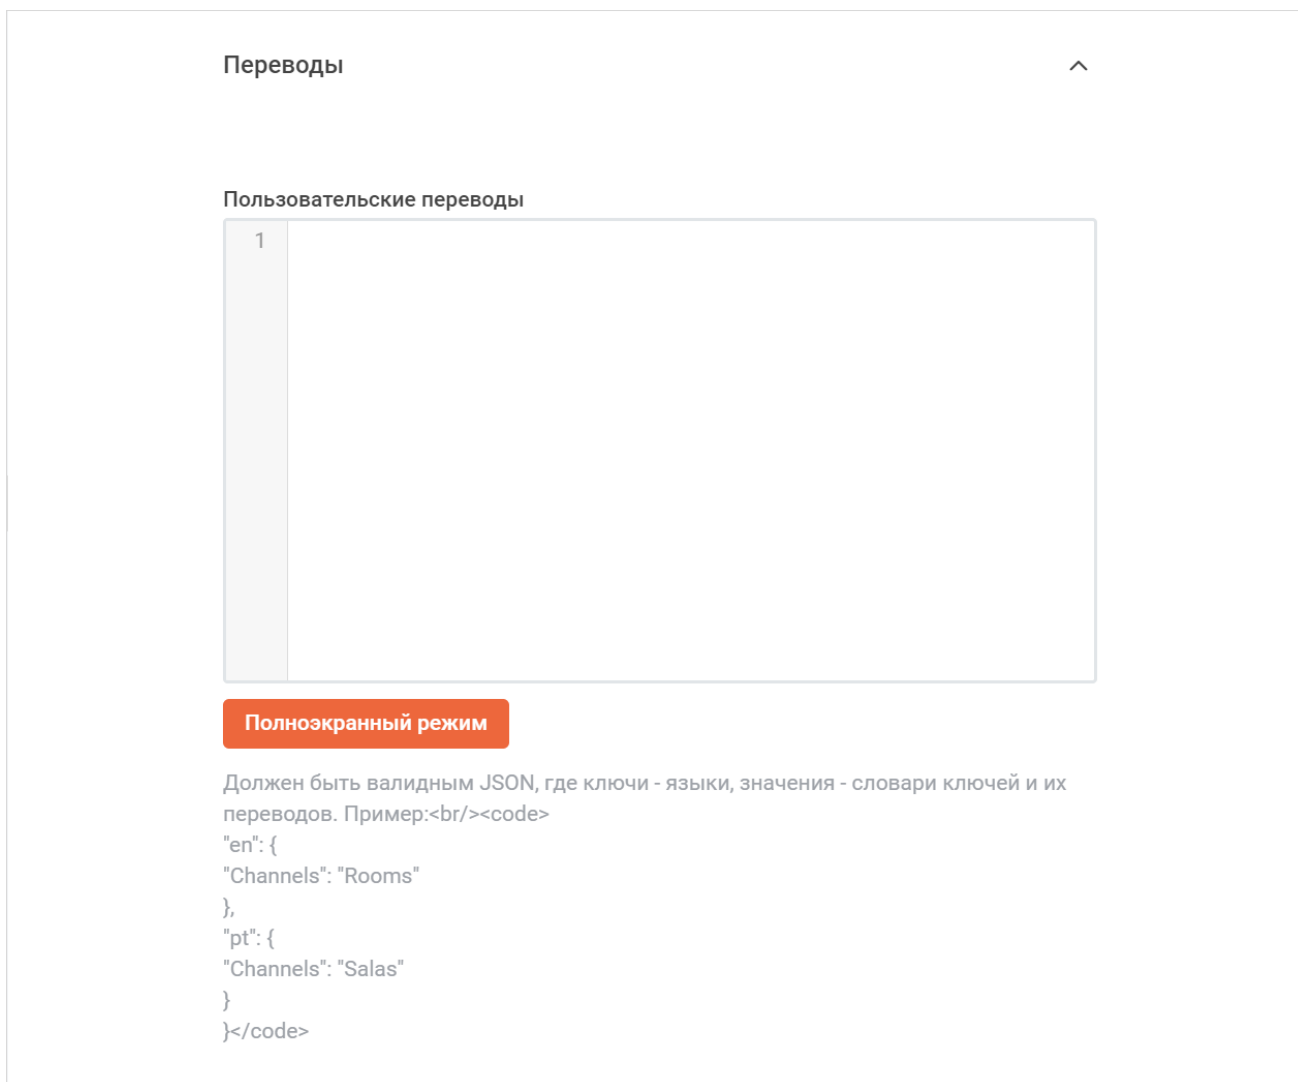 Переводы
Пользовательские переводы
1
Полноэкранный режим
Должен быть валидным JSON, где ключи - языки, значения - словари ключей и их
переводов. Пример:<br/><code>
"en": {
"Channels": "Rooms"
},
"pt": {
"Channels": "Salas"
}
}</code>